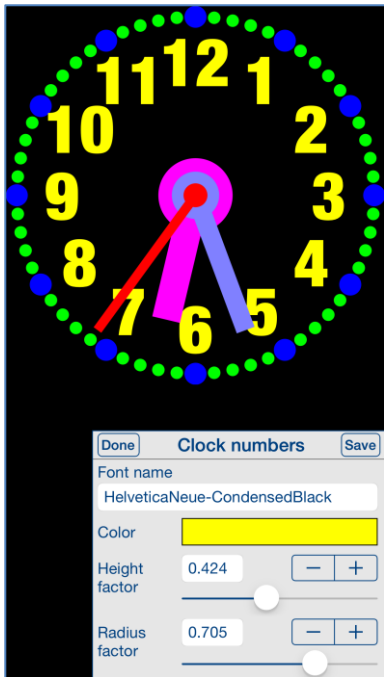 12
11 1
10 2
9 3
8 4
7 5
6
Done Clock numbers Save
Font name
HelveticaNeue-CondensedBlack
Color
Height factor 0.424 − +
Radius factor 0.705 − +